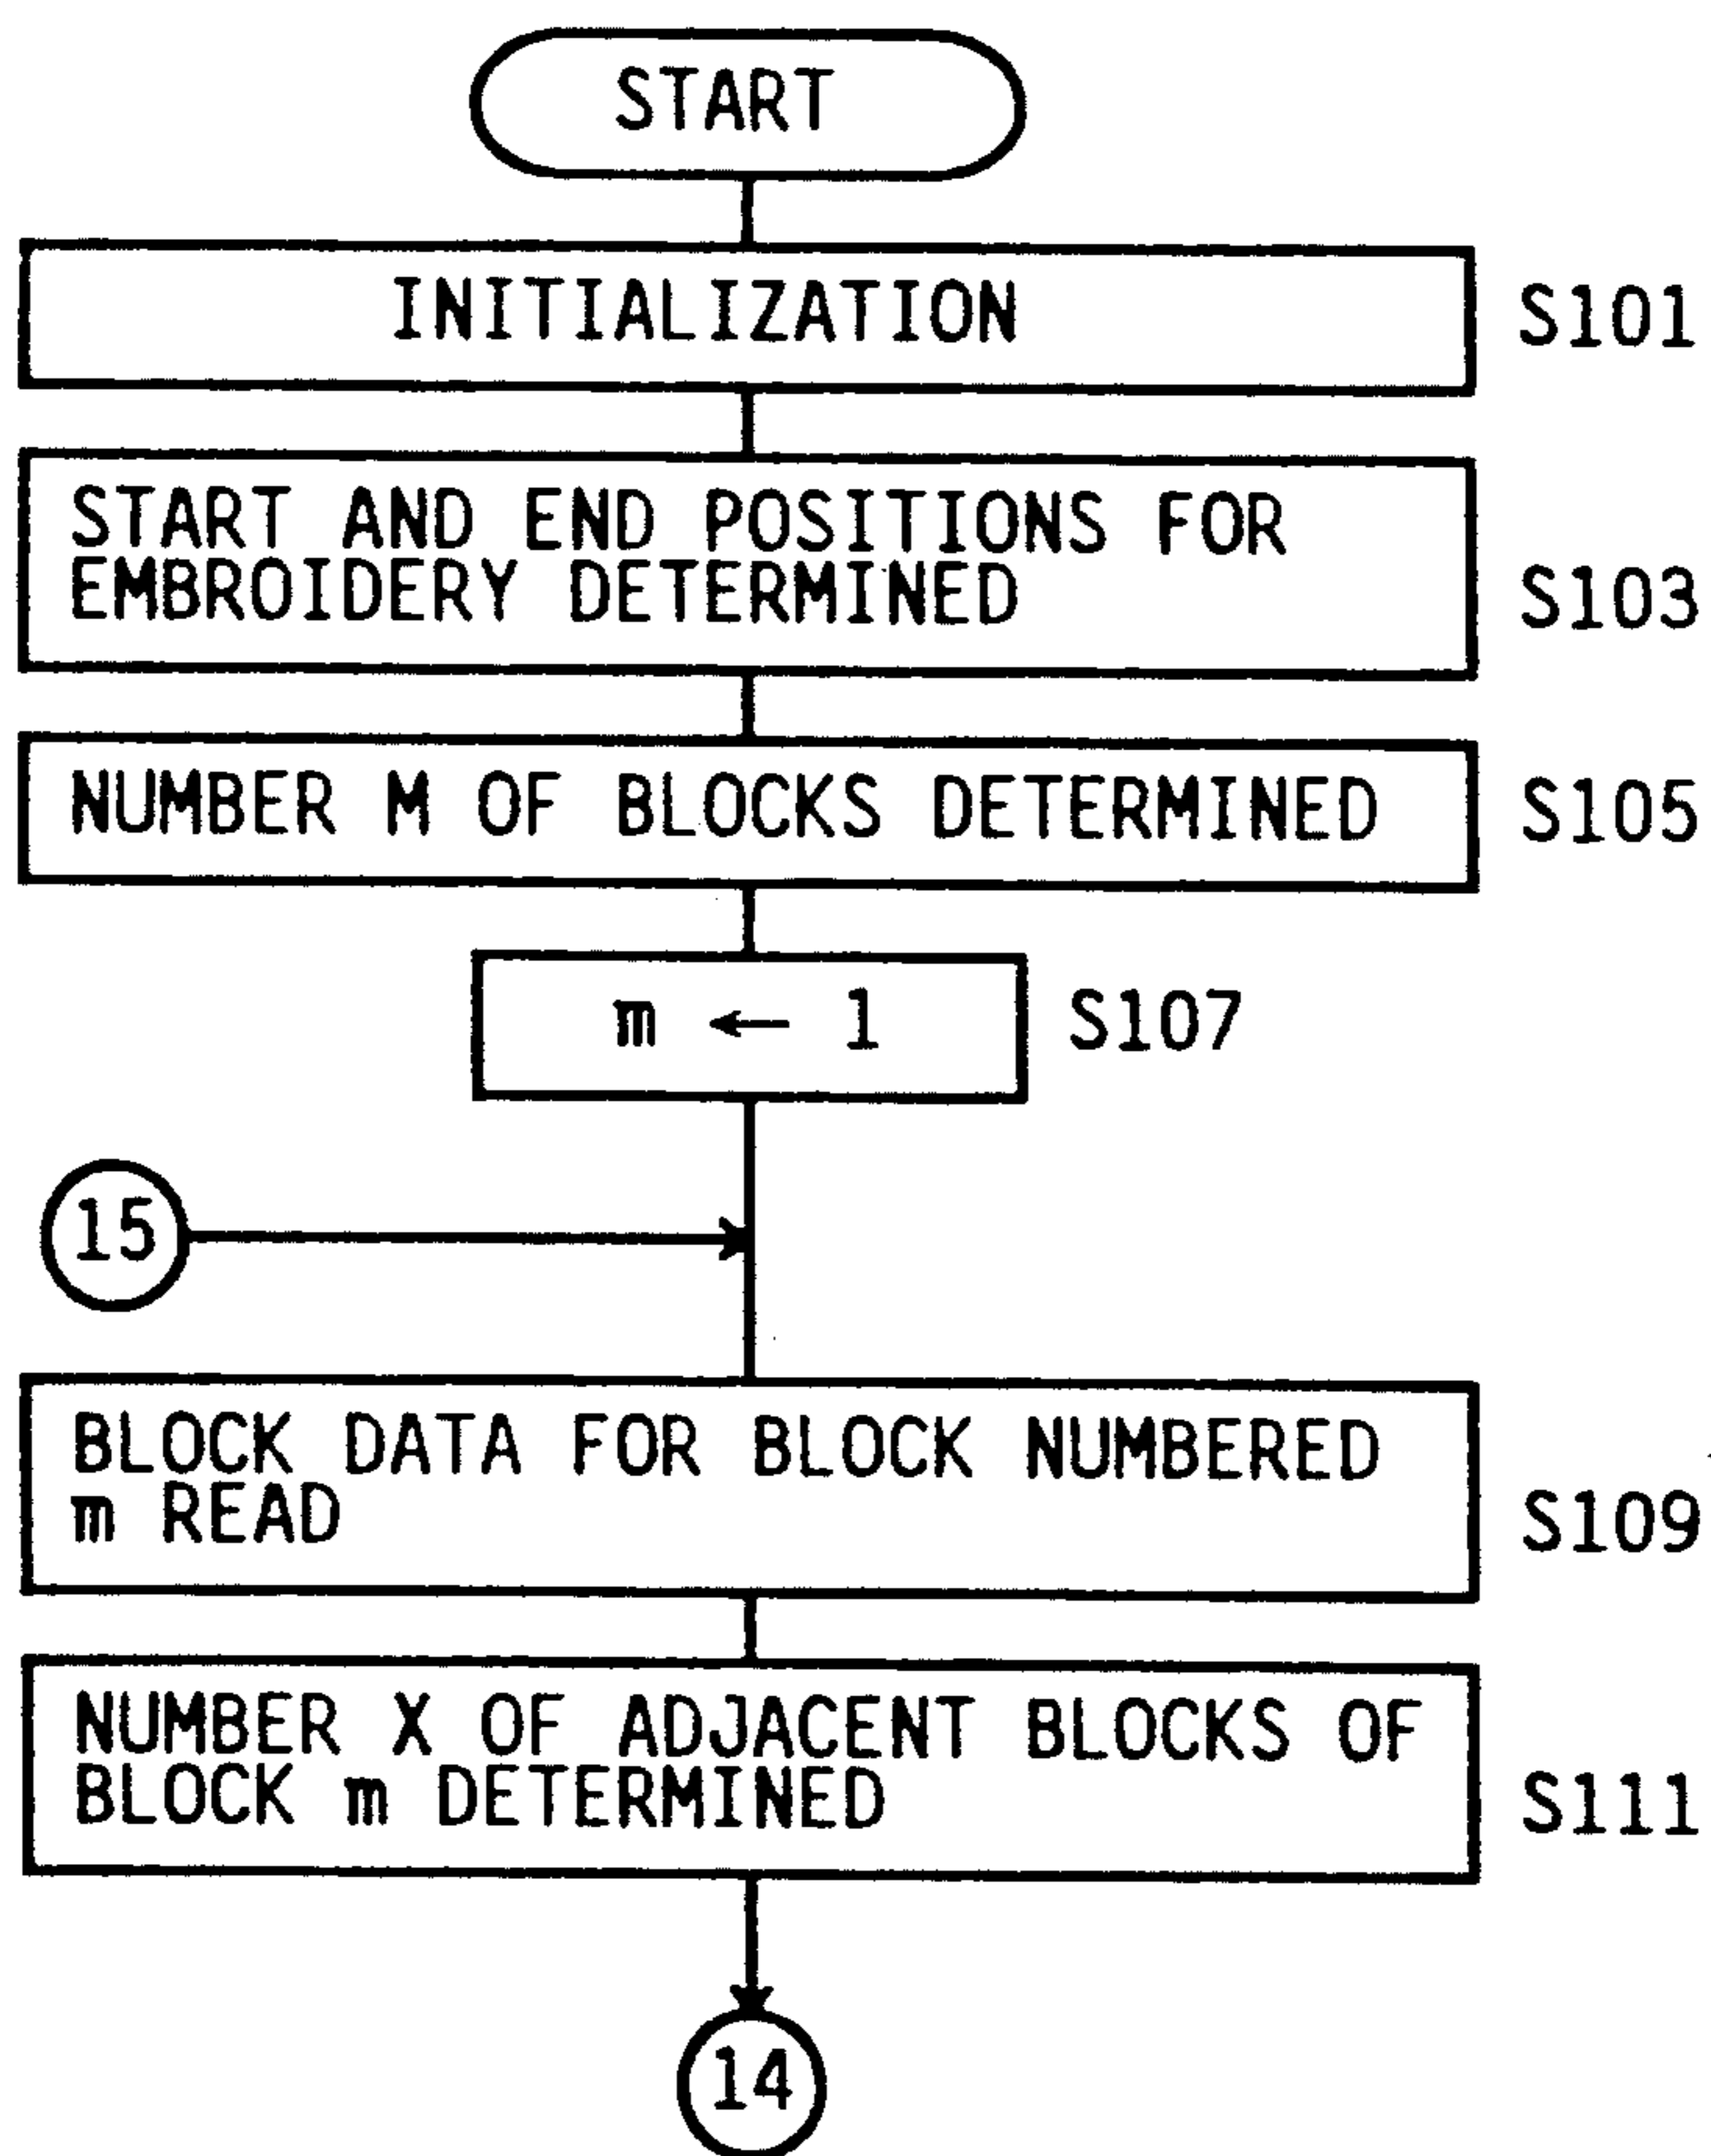 START
INITIALIZATION
S101
START AND END POSITIONS FOR
EMBROIDERY DETERMINED
S103
NUMBER M OF BLOCKS DETERMINED
S105
m ← 1
S107
15
BLOCK DATA FOR BLOCK NUMBERED
m READ
S109
NUMBER X OF ADJACENT BLOCKS OF
BLOCK m DETERMINED
S111
14